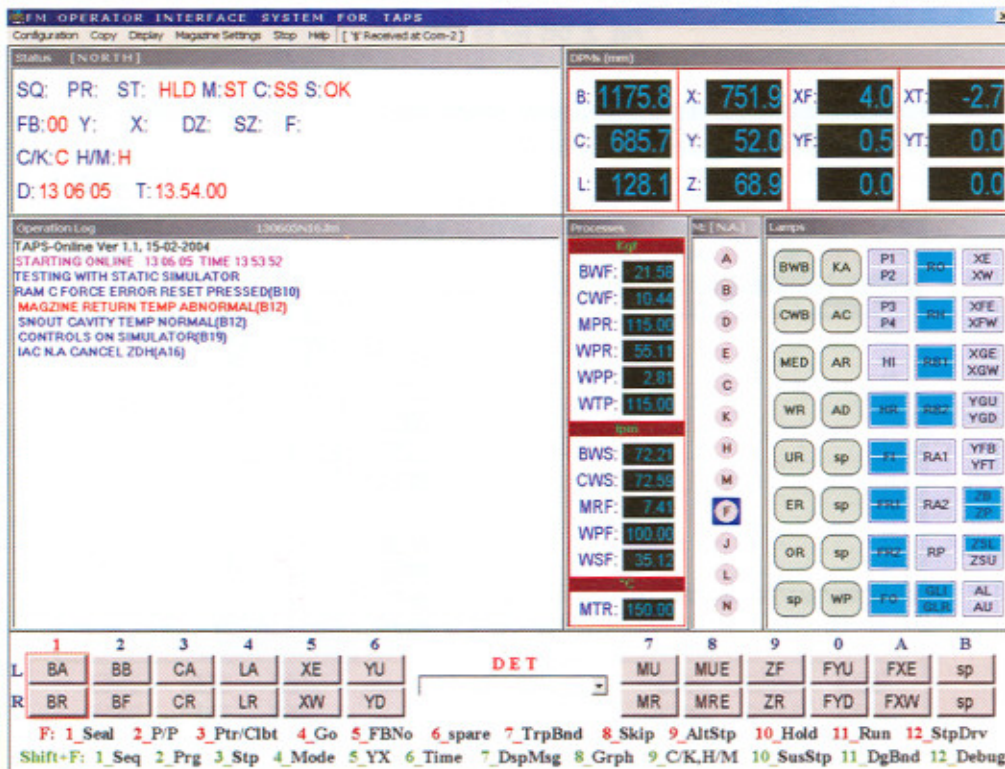 FM OPERATOR INTERFACE SYSTEM FOR TAPS
Configuration Copy Display Magazine Settings Stop Help [ '$' Received at Com-2 ]
Status [NORTH]
SQ: PR: ST: HLD M:ST C:SS S:OK
FB:00 Y: X: DZ: SZ: F:
C/K:C H/M:H
D:13 06 05 T:13.54.00
DPMs (mm)
B: 1175.8 X: 751.9 XF: 4.0 XT: -2.7
C: 685.7 Y: 52.0 YF: 0.5 YT: 0.0
L: 128.1 Z: 68.9 0.0 0.0
Operation Log
TAPS-Online Ver 1.1, 15-02-2004
STARTING ONLINE 13 06 05 TIME 13 53 52
TESTING WITH STATIC SIMULATOR
RAM C FORCE ERROR RESET PRESSED(B10)
MAGZINE RETURN TEMP ABNORMAL(B12)
SNOUT CAVITY TEMP NORMAL(B12)
CONTROLS ON SIMULATOR(B19)
IAC N.A CANCEL ZDH(A16)
Processes
Kgf
BWF: 21.58
CWF: 10.44
MPR: 115.00
WPR: 55.11
WPP: 2.81
WTP: 115.00
lpm
BWS: 72.21
CWS: 72.59
MRF: 7.41
WPF: 100.00
WSF: 35.12
°C
MTR: 150.00
M: [N.A.]
A
B
D
E
C
K
H
M
F
J
L
N
Lamps
BWB KA P1 P2 RO XE XW
CWB AC P3 P4 RH XFE XFW
MED AR HI RB1 XGE XGW
WR AD HR RB2 YGU YGD
UR sp FI RA1 YFB YFT
ER sp FR1 RA2 ZB ZP
OR sp FR2 RP ZSL ZSU
sp WP FO GLI GLR AL AU
1 2 3 4 5 6 7 8 9 0 A B
L BA BB CA LA XE YU DET MU MUE ZF FYU FXE sp
R BR BF CR LR XW YD MR MRE ZR FYD FXW sp
F: 1_Seal 2_P/P 3_Ptr/Clbt 4_Go 5_FBNo 6_spare 7_TrpBnd 8_Skip 9_AltStp 10_Hold 11_Run 12_StpDrv
Shift+F: 1_Seq 2_Prg 3_Stp 4_Mode 5_YX 6_Time 7_DspMsg 8_Grph 9_C/K,H/M 10_SusStp 11_DgBnd 12_Debug